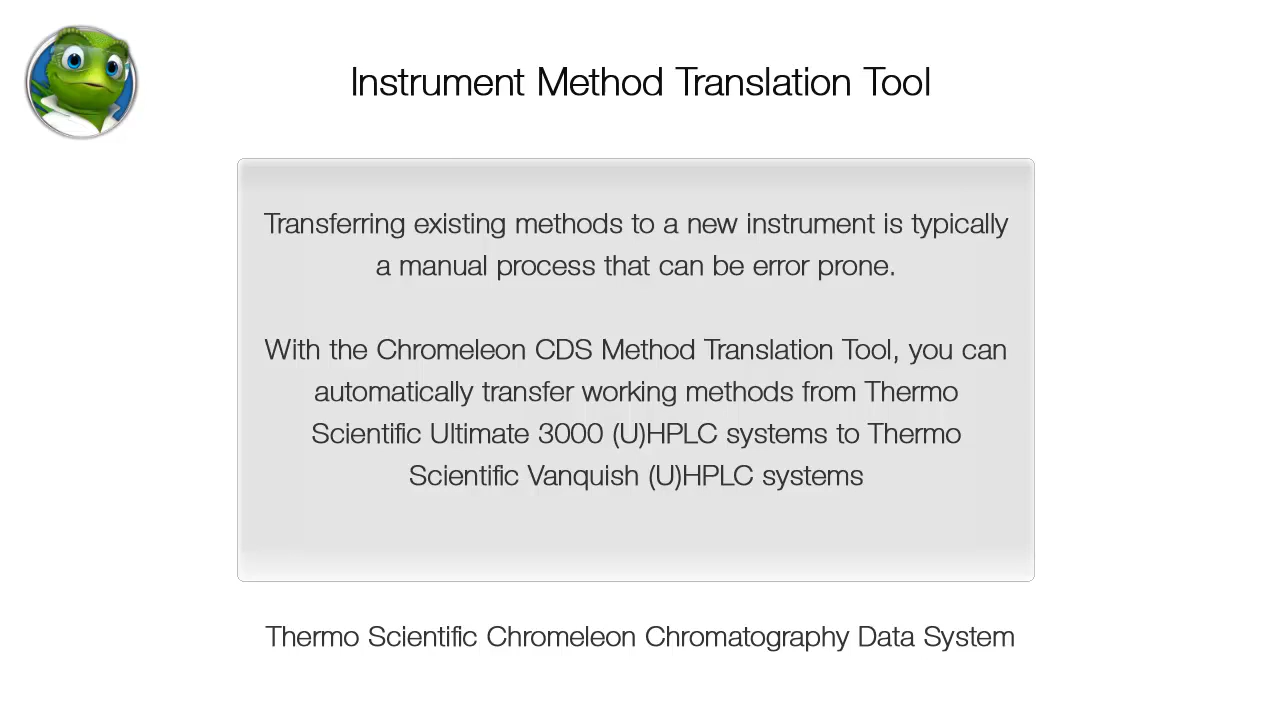 Instrument Method Translation Tool
Transferring existing methods to a new instrument is typically
a manual process that can be error prone.
With the Chromeleon CDS Method Translation Tool, you can
automatically transfer working methods from Thermo
Scientific Ultimate 3000 (U)HPLC systems to Thermo
Scientific Vanquish (U)HPLC systems
Thermo Scientific Chromeleon Chromatography Data System